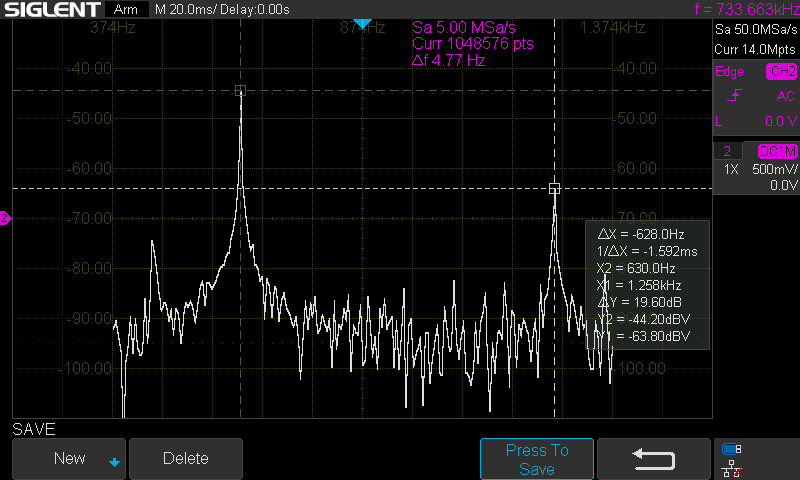 SIGLENT Arm M 20.0ms/ Delay:0.00s f = 733.663kHz
374Hz 874Hz 1.374kHz
Sa 5.00 MSa/s
Curr 1048576 pts
Δf 4.77 Hz
Sa 50.0MSa/s
Curr 14.0Mpts
Edge CH2
AC
L 0.0 V
2 DC1M
1X 500mV/
0.0V
-40.00 -40.00
-50.00 -50.00
-60.00 -60.00
-70.00 -70.00
-80.00
-90.00
-100.00 -100.00
2
ΔX = -628.0Hz
1/ΔX = -1.592ms
X2 = 630.0Hz
X1 = 1.258kHz
ΔY = 19.60dB
= -44.20dBV
= -63.80dBV
SAVE
New
Delete
Press To
Save